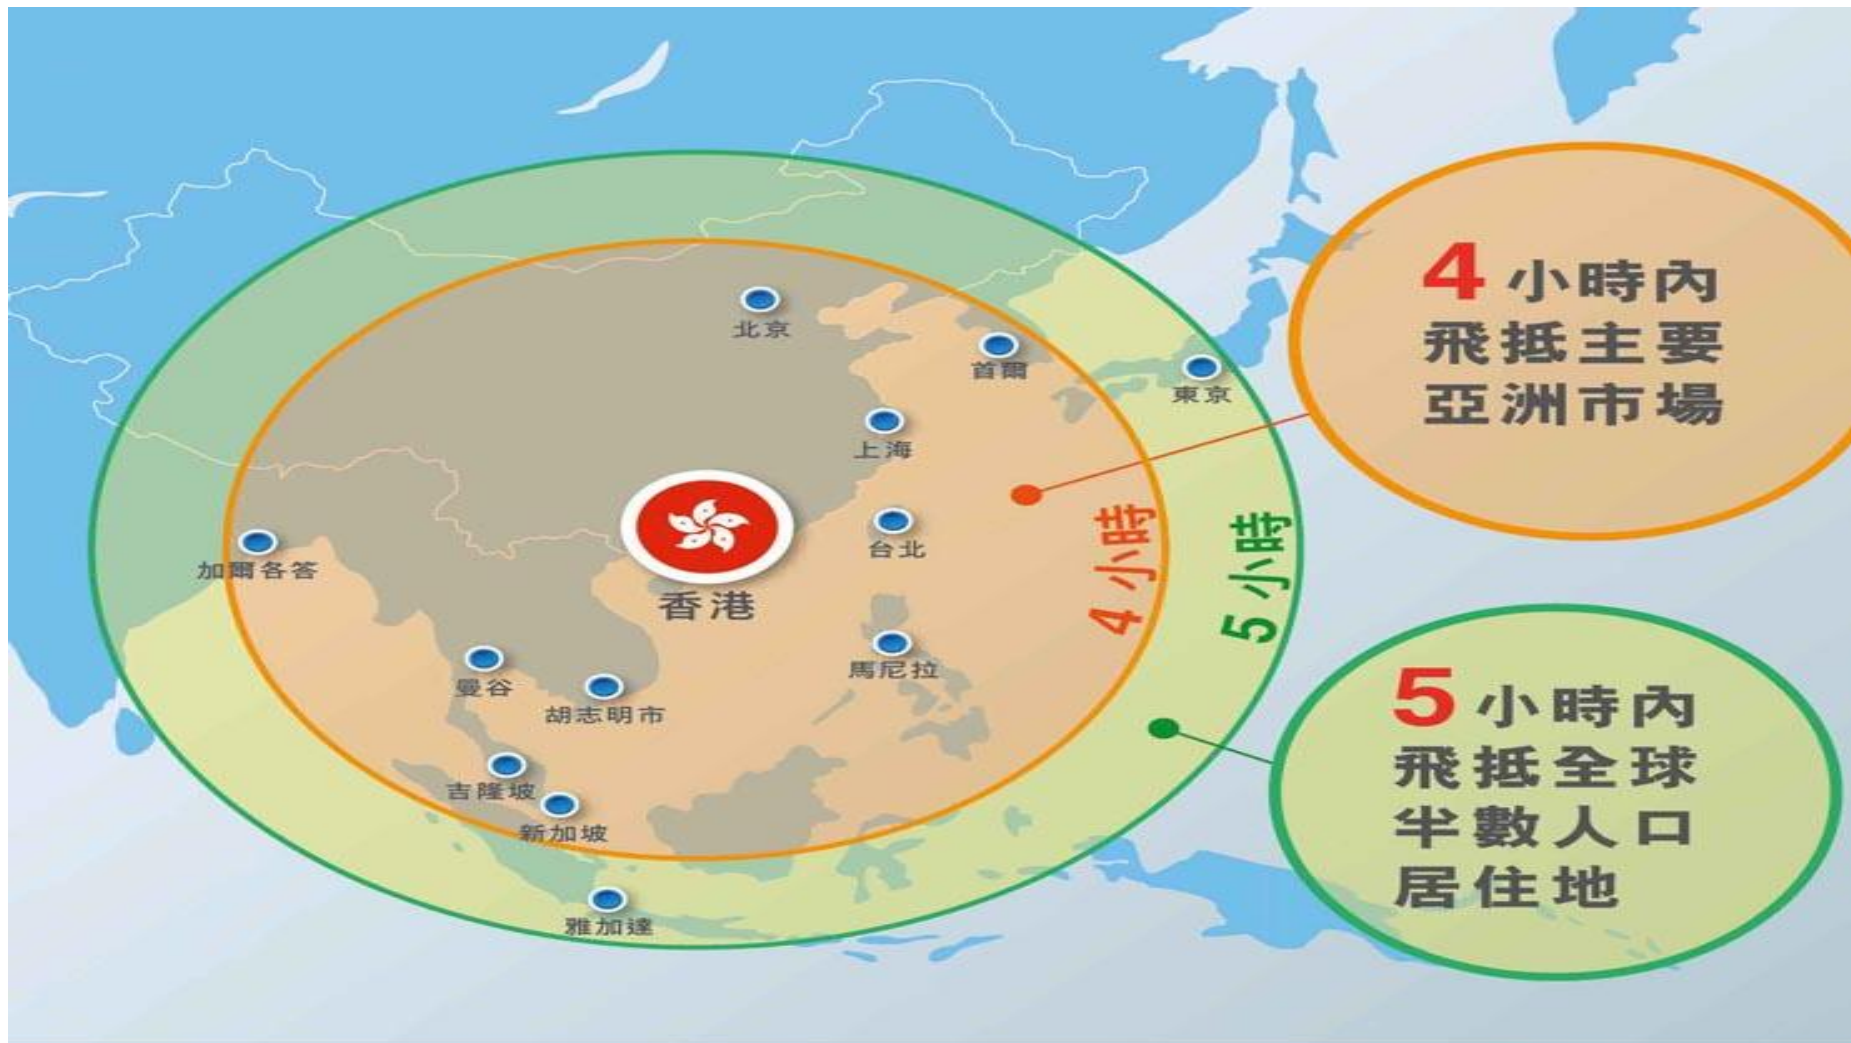 北京
首爾
東京
上海
台北
香港
加爾各答
曼谷
胡志明市
馬尼拉
吉隆坡
新加坡
雅加達
4 小時
5 小時
4 小時內
飛抵主要
亞洲市場
5 小時內
飛抵全球
半數人口
居住地